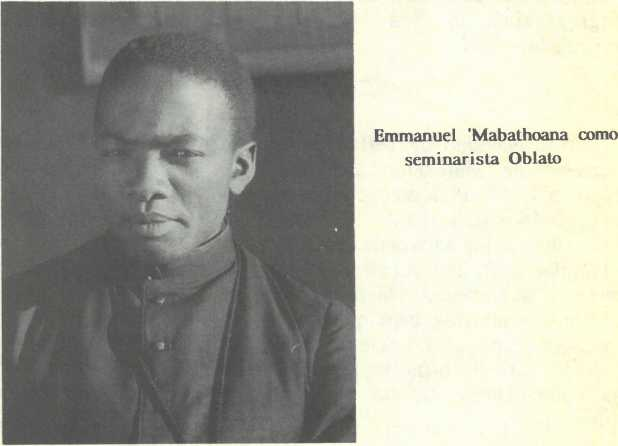 Emmanuel 'Mabathoana como
seminarista Oblato